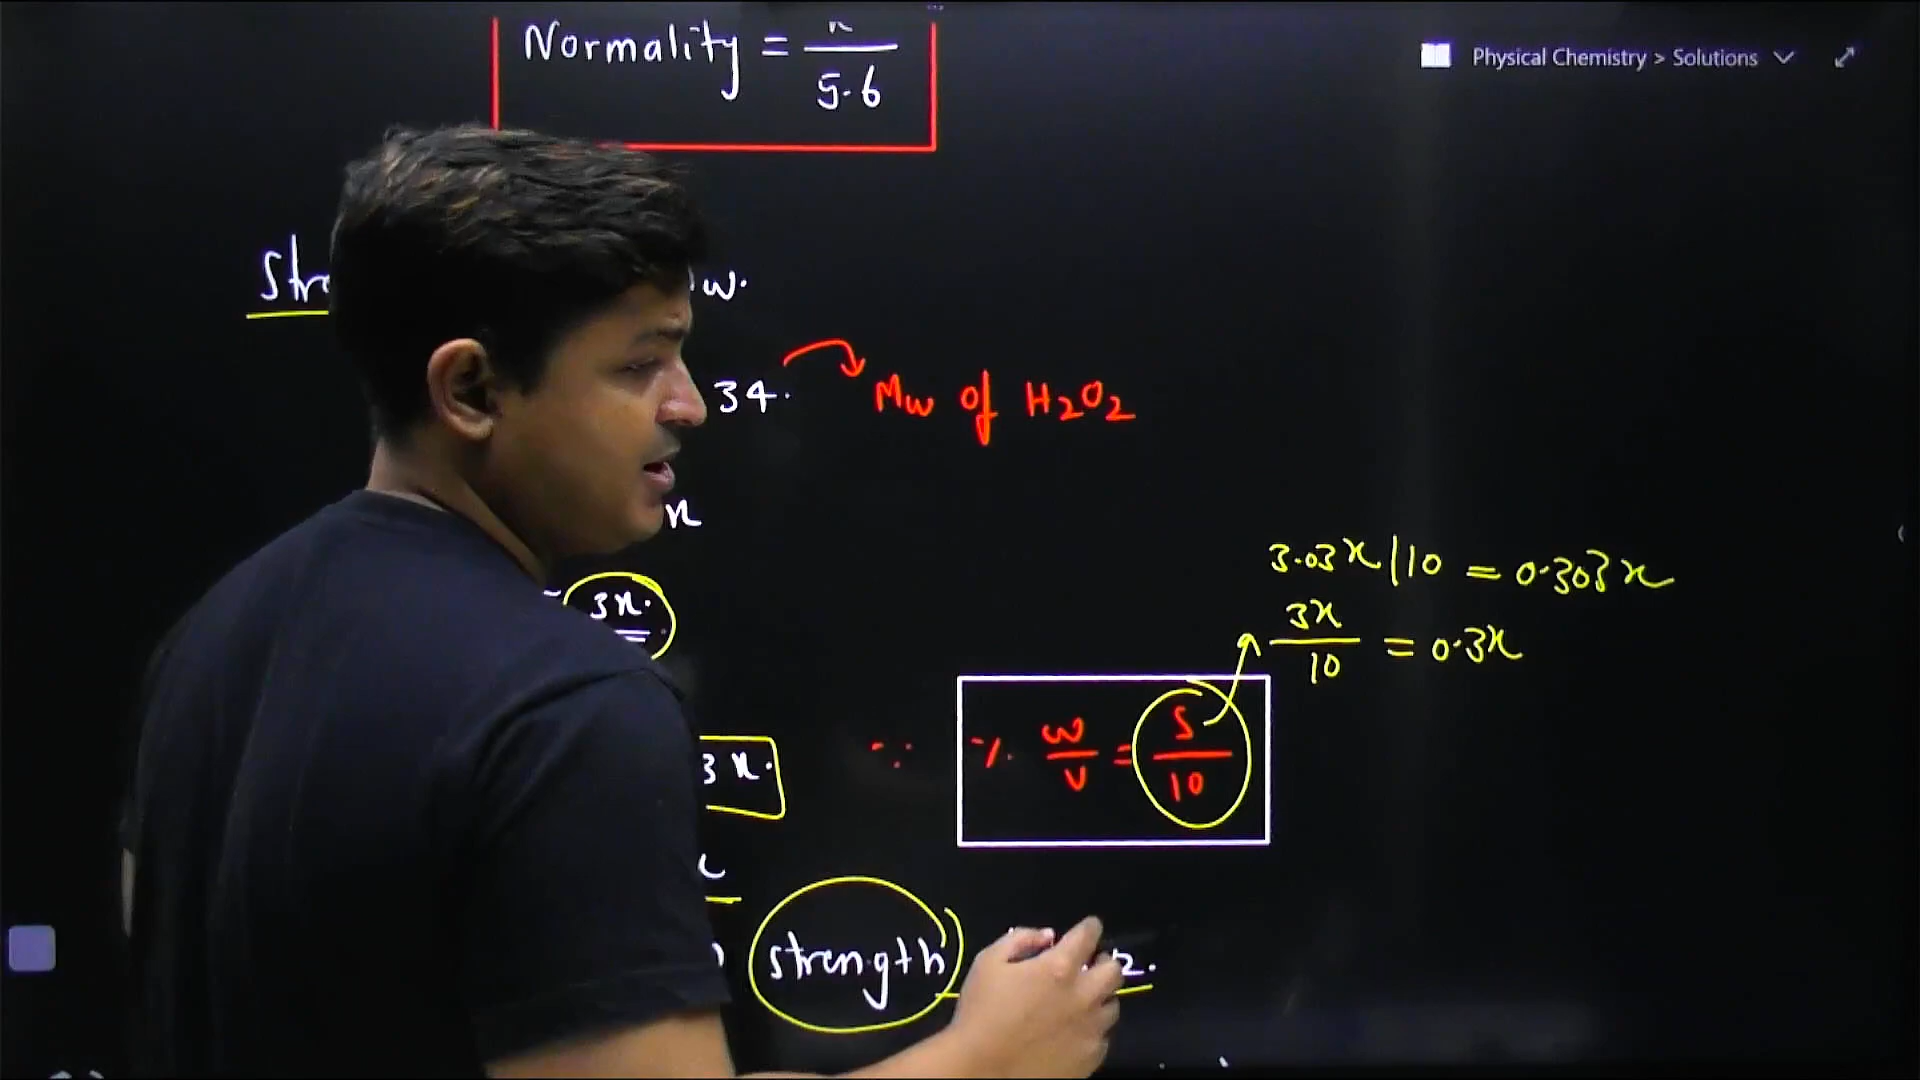 Normality = x / 5.6
Physical Chemistry > Solutions
w.
34. Mw of H2O2
x
3.03x/10 = 0.303x
3x.
3x / 10 = 0.3x
3x.
∵ % w/v = S/10
strength